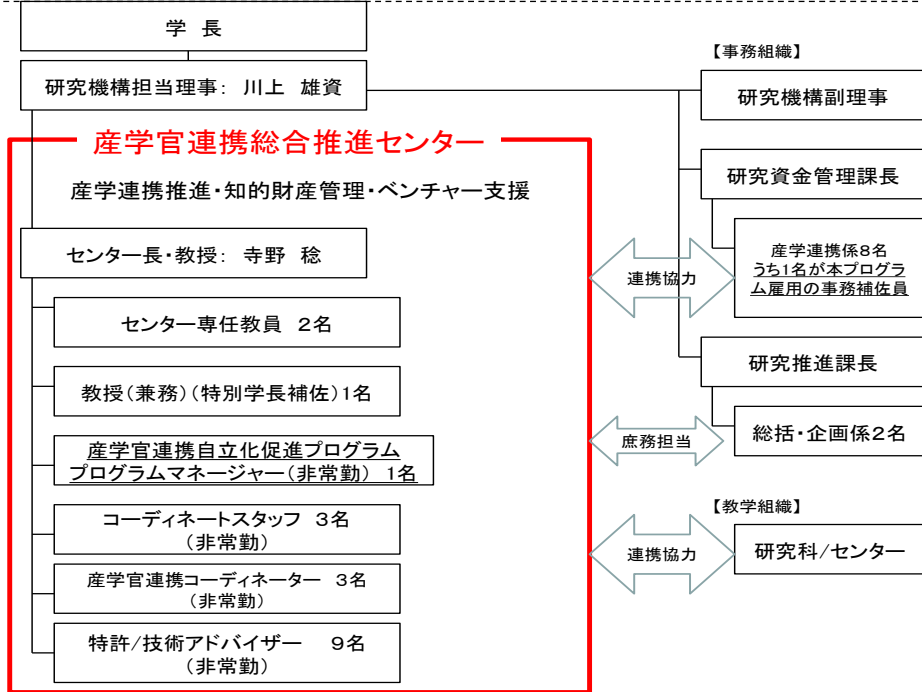 学 長
研究機構担当理事： 川上 雄資
産学官連携総合推進センター
産学連携推進・知的財産管理・ベンチャー支援
センター長・教授： 寺野 稔
センター専任教員 ２名
教授（兼務）（特別学長補佐）１名
産学官連携自立化促進プログラム
プログラムマネージャー（非常勤） １名
コーディネートスタッフ ３名
（非常勤）
産学官連携コーディネーター ３名
（非常勤）
特許/技術アドバイザー ９名
（非常勤）
連携協力
庶務担当
連携協力
【事務組織】
研究機構副理事
研究資金管理課長
産学連携係８名
うち１名が本プログラ
ム雇用の事務補佐員
研究推進課長
総括・企画係２名
【教学組織】
研究科/センター